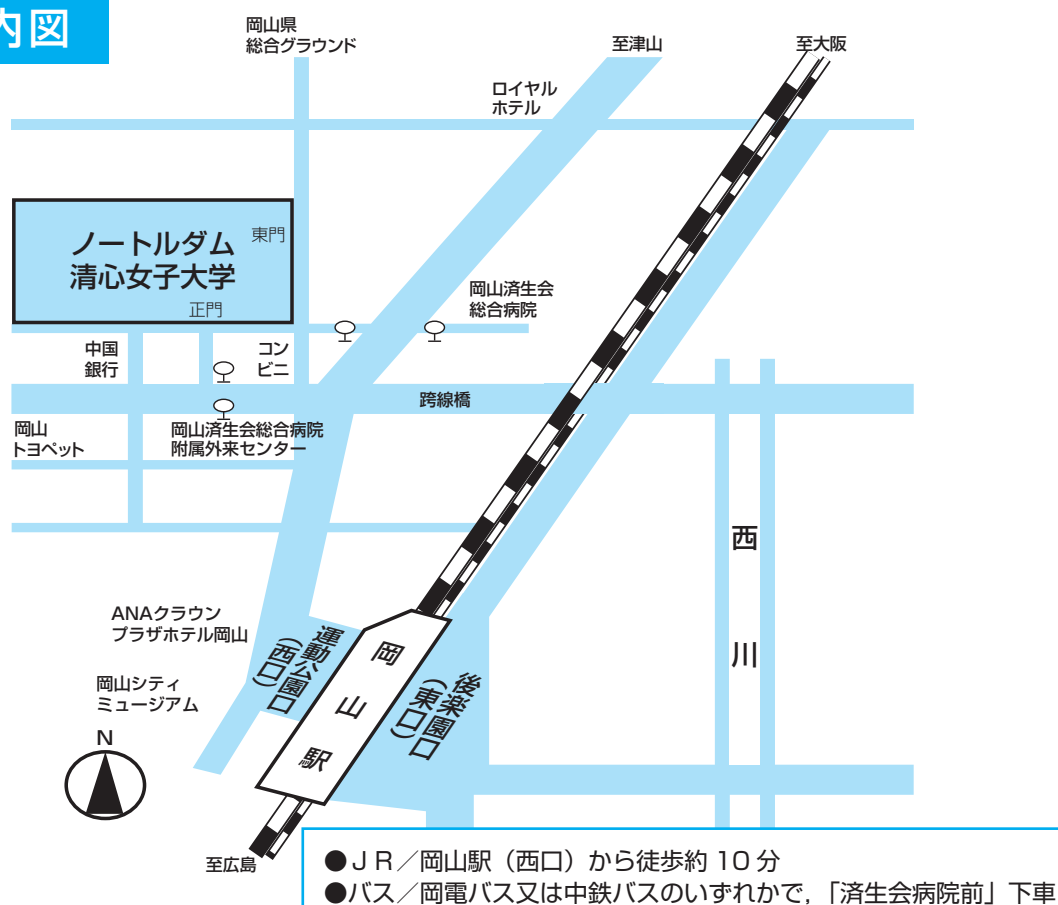 内図
岡山県
総合グラウンド
至津山
至大阪
ロイヤル
ホテル
ノートルダム
清心女子大学
東門
正門
岡山済生会
総合病院
中国
銀行
コン
ビニ
跨線橋
岡山
トヨペット
岡山済生会総合病院
附属外来センター
西川
ANAクラウン
プラザホテル岡山
運動公園口
（西口）
岡山駅
後楽園口
（東口）
岡山シティ
ミュージアム
N
至広島
●ＪＲ／岡山駅（西口）から徒歩約 10 分
●バス／岡電バス又は中鉄バスのいずれかで，「済生会病院前」下車